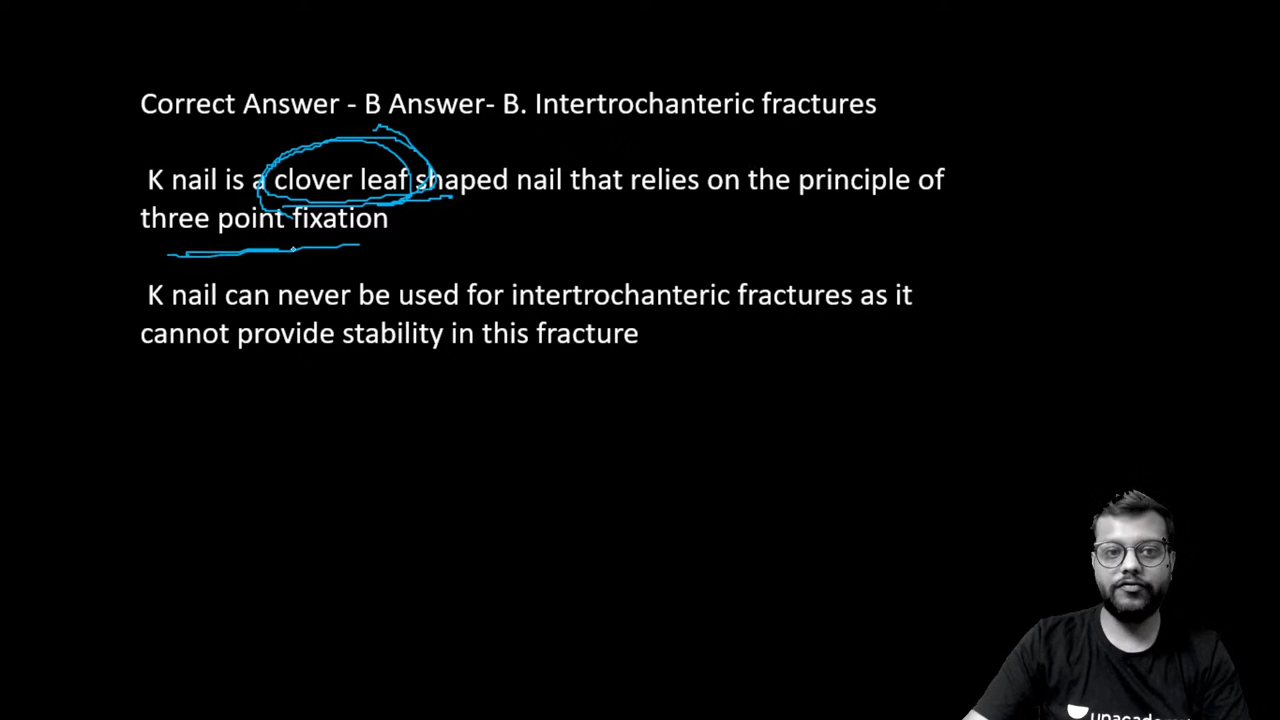 Correct Answer - B Answer- B. Intertrochanteric fractures
K nail is a clover leaf shaped nail that relies on the principle of
three point fixation
K nail can never be used for intertrochanteric fractures as it
cannot provide stability in this fracture